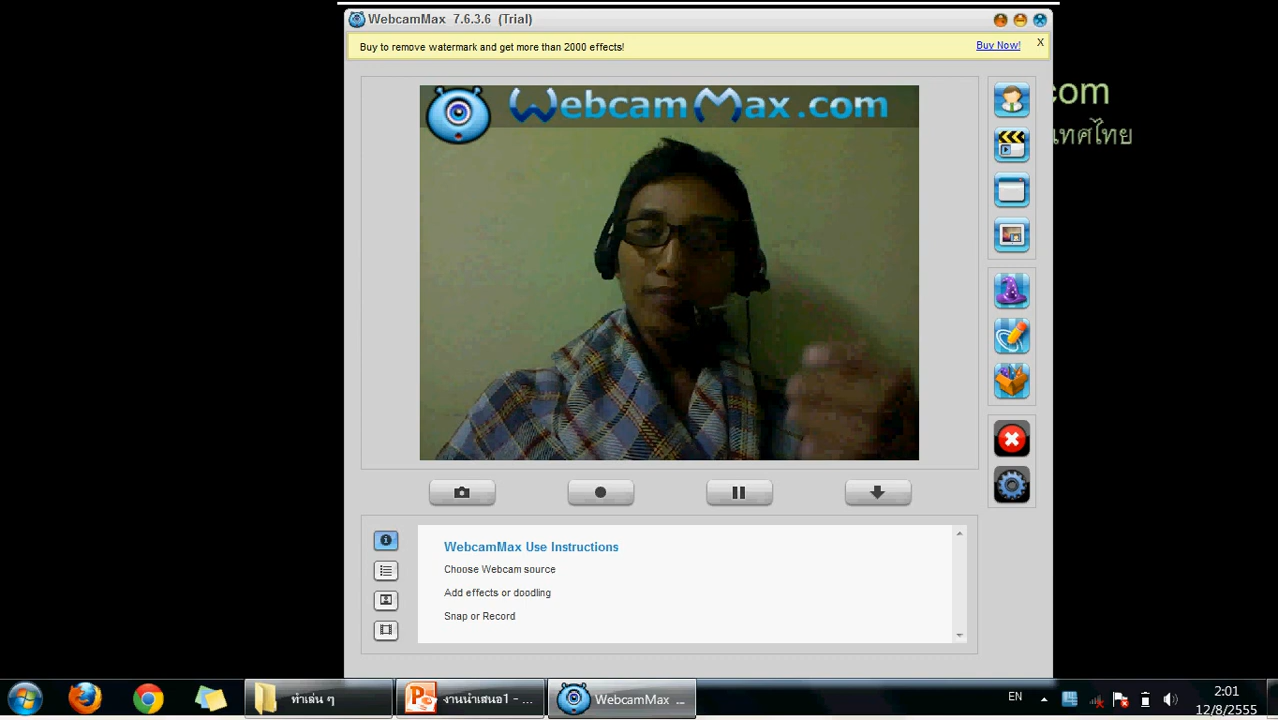 WebcamMax 7.6.3.6 (Trial)
Buy to remove watermark and get more than 2000 effects!
Buy Now!
X
WebcamMax.com
com
เทศไทย
WebcamMax Use Instructions
Choose Webcam source
Add effects or doodling
Snap or Record
ทำเล่น ๆ
งานนำเสนอ1 - ...
WebcamMax ...
EN
2:01
12/8/2555